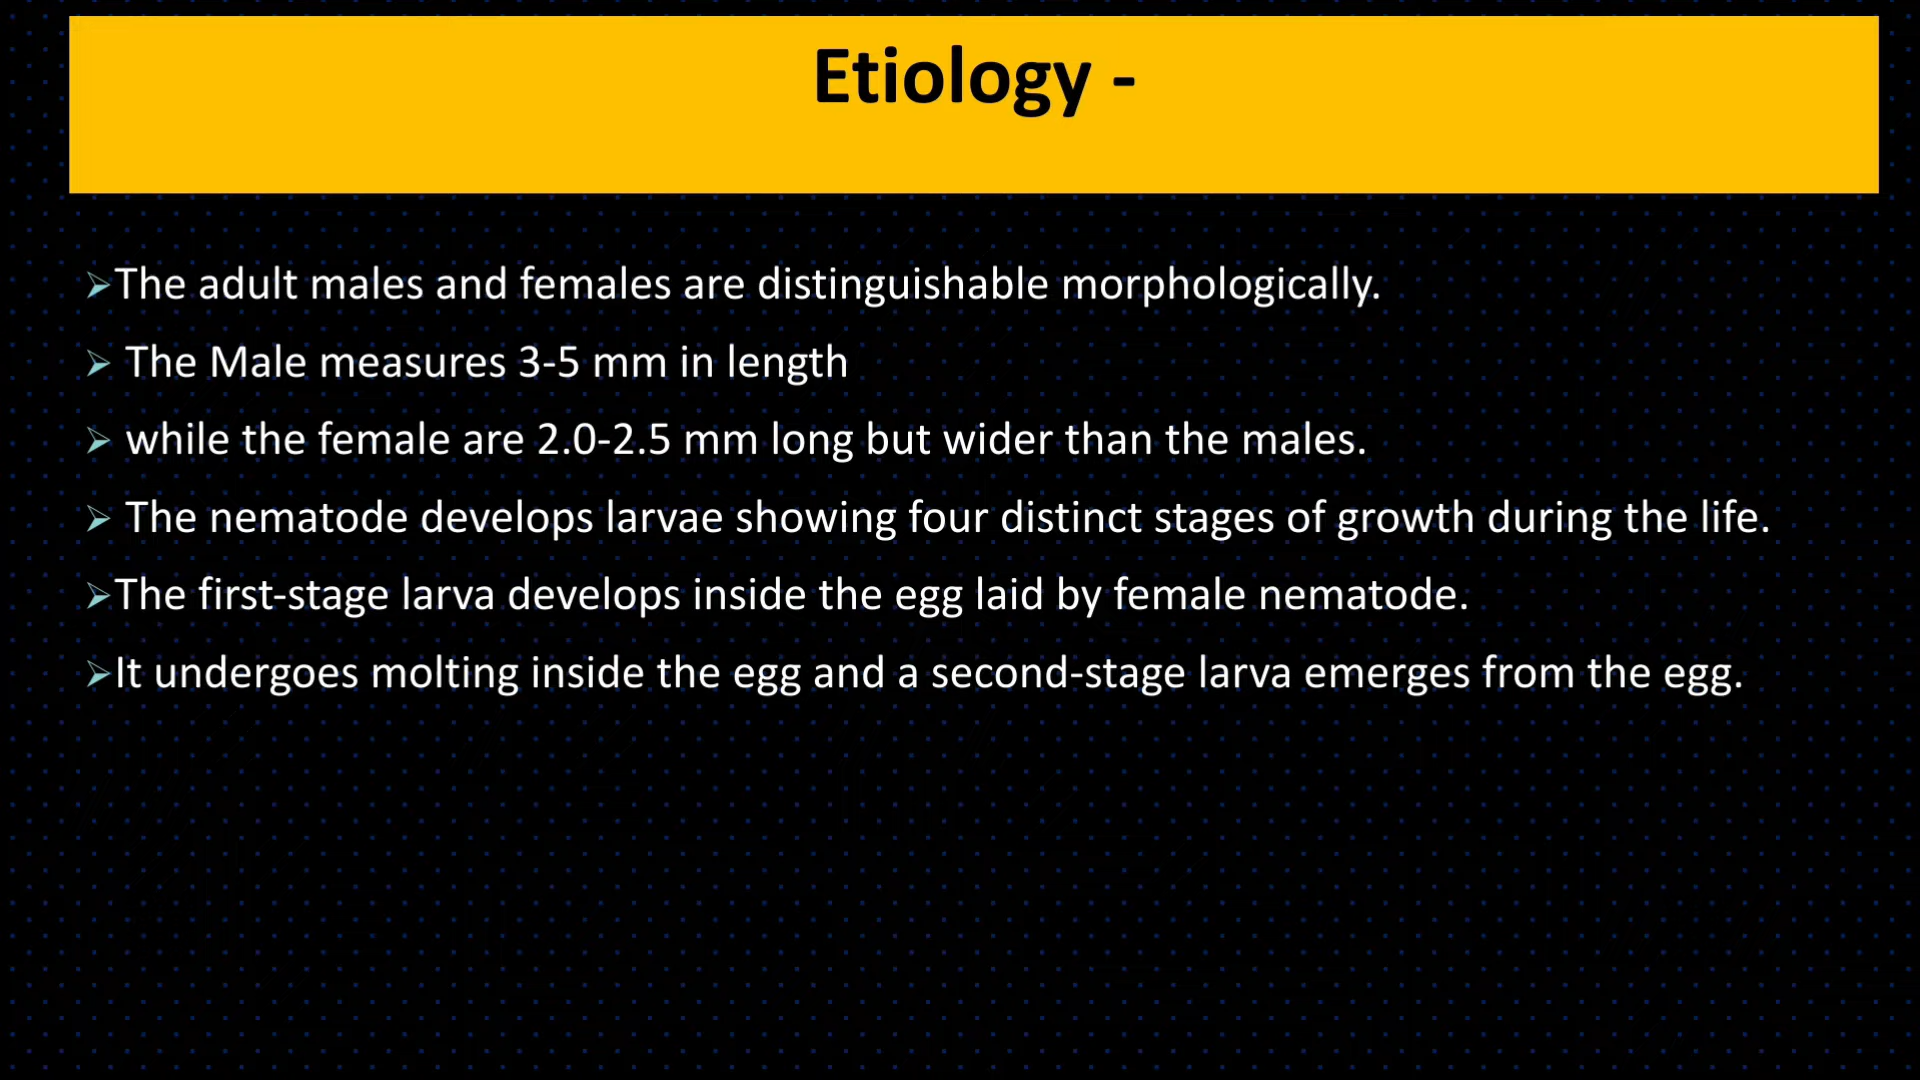 Etiology -
➢The adult males and females are distinguishable morphologically.
➢ The Male measures 3-5 mm in length
➢ while the female are 2.0-2.5 mm long but wider than the males.
➢ The nematode develops larvae showing four distinct stages of growth during the life.
➢The first-stage larva develops inside the egg laid by female nematode.
➢It undergoes molting inside the egg and a second-stage larva emerges from the egg.